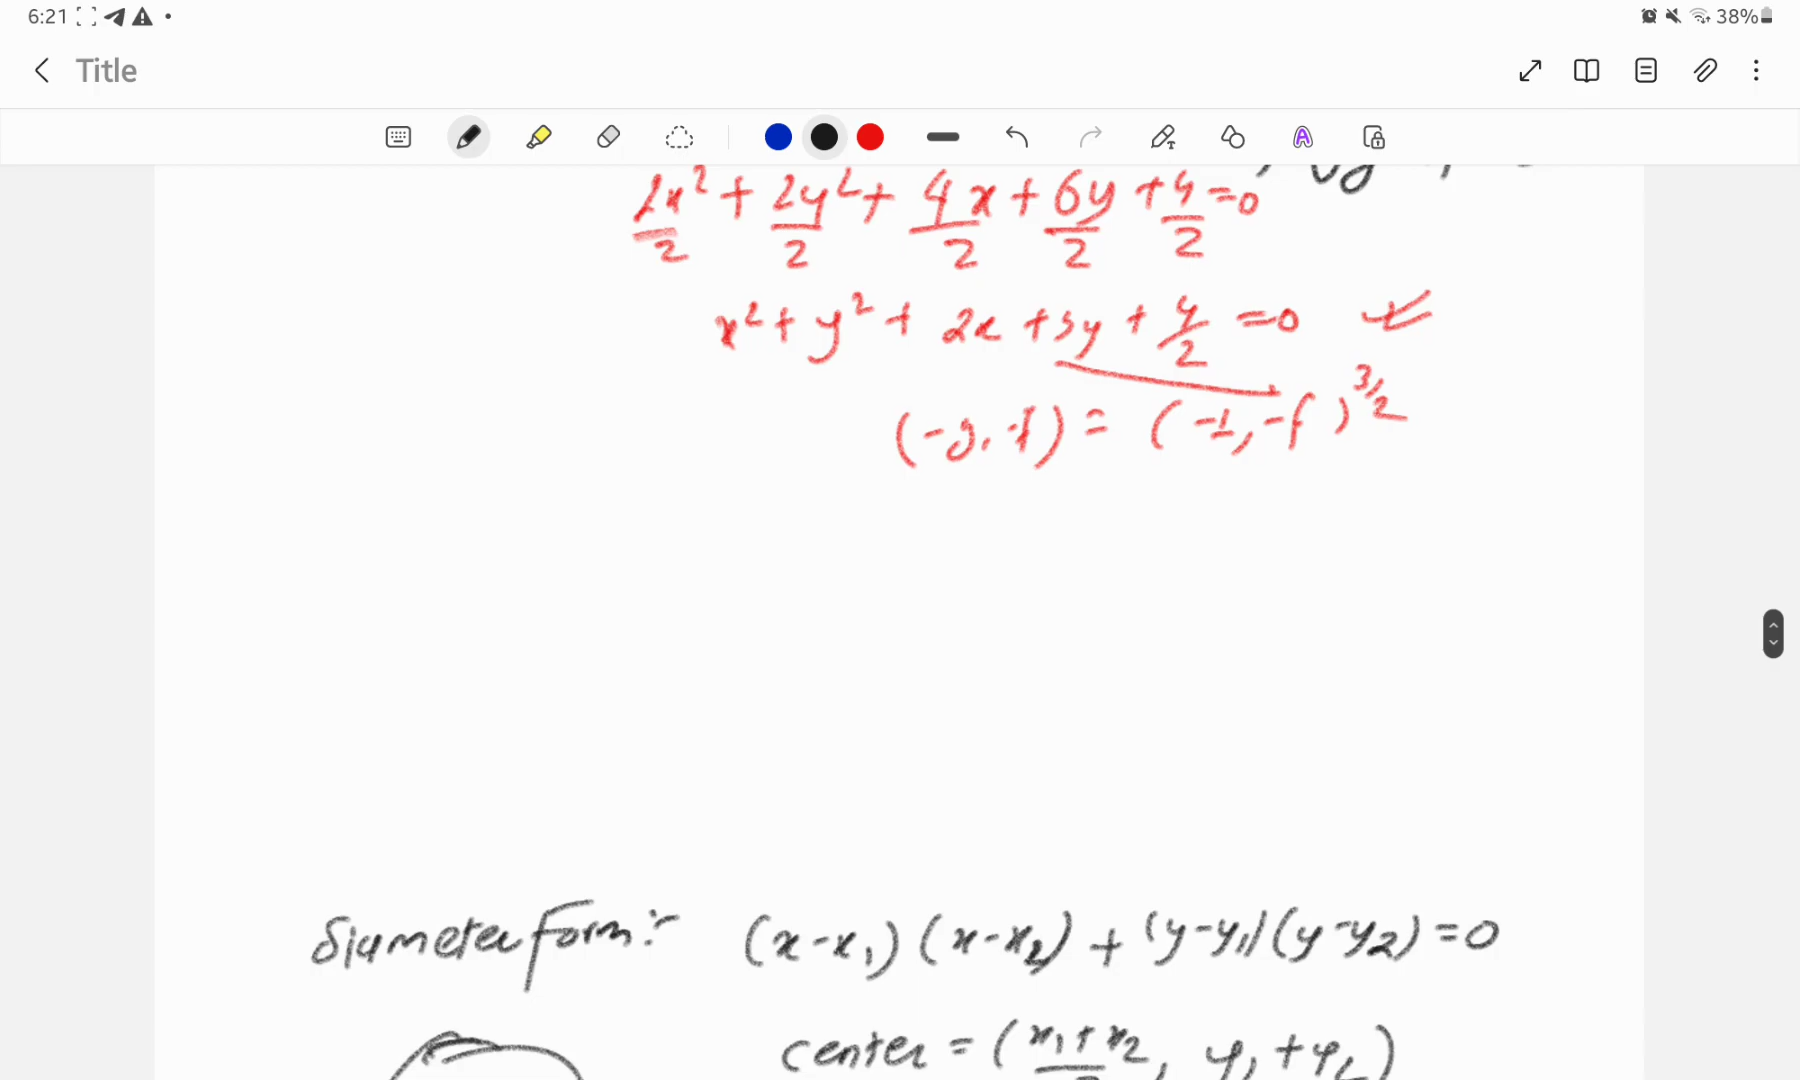 6:21 38%
Title
2x² + 2y² + 4x + 6y + 4 = 0
2 2 2 2 2
x² + y² + 2x + 3y + 4/2 = 0
(-g, -f) = (-1, -f) 3/2
Diameter form:- (x-x₁)(x-x₂) + (y-y₁)(y-y₂) = 0
center = (x₁+x₂, y₁+y₂)